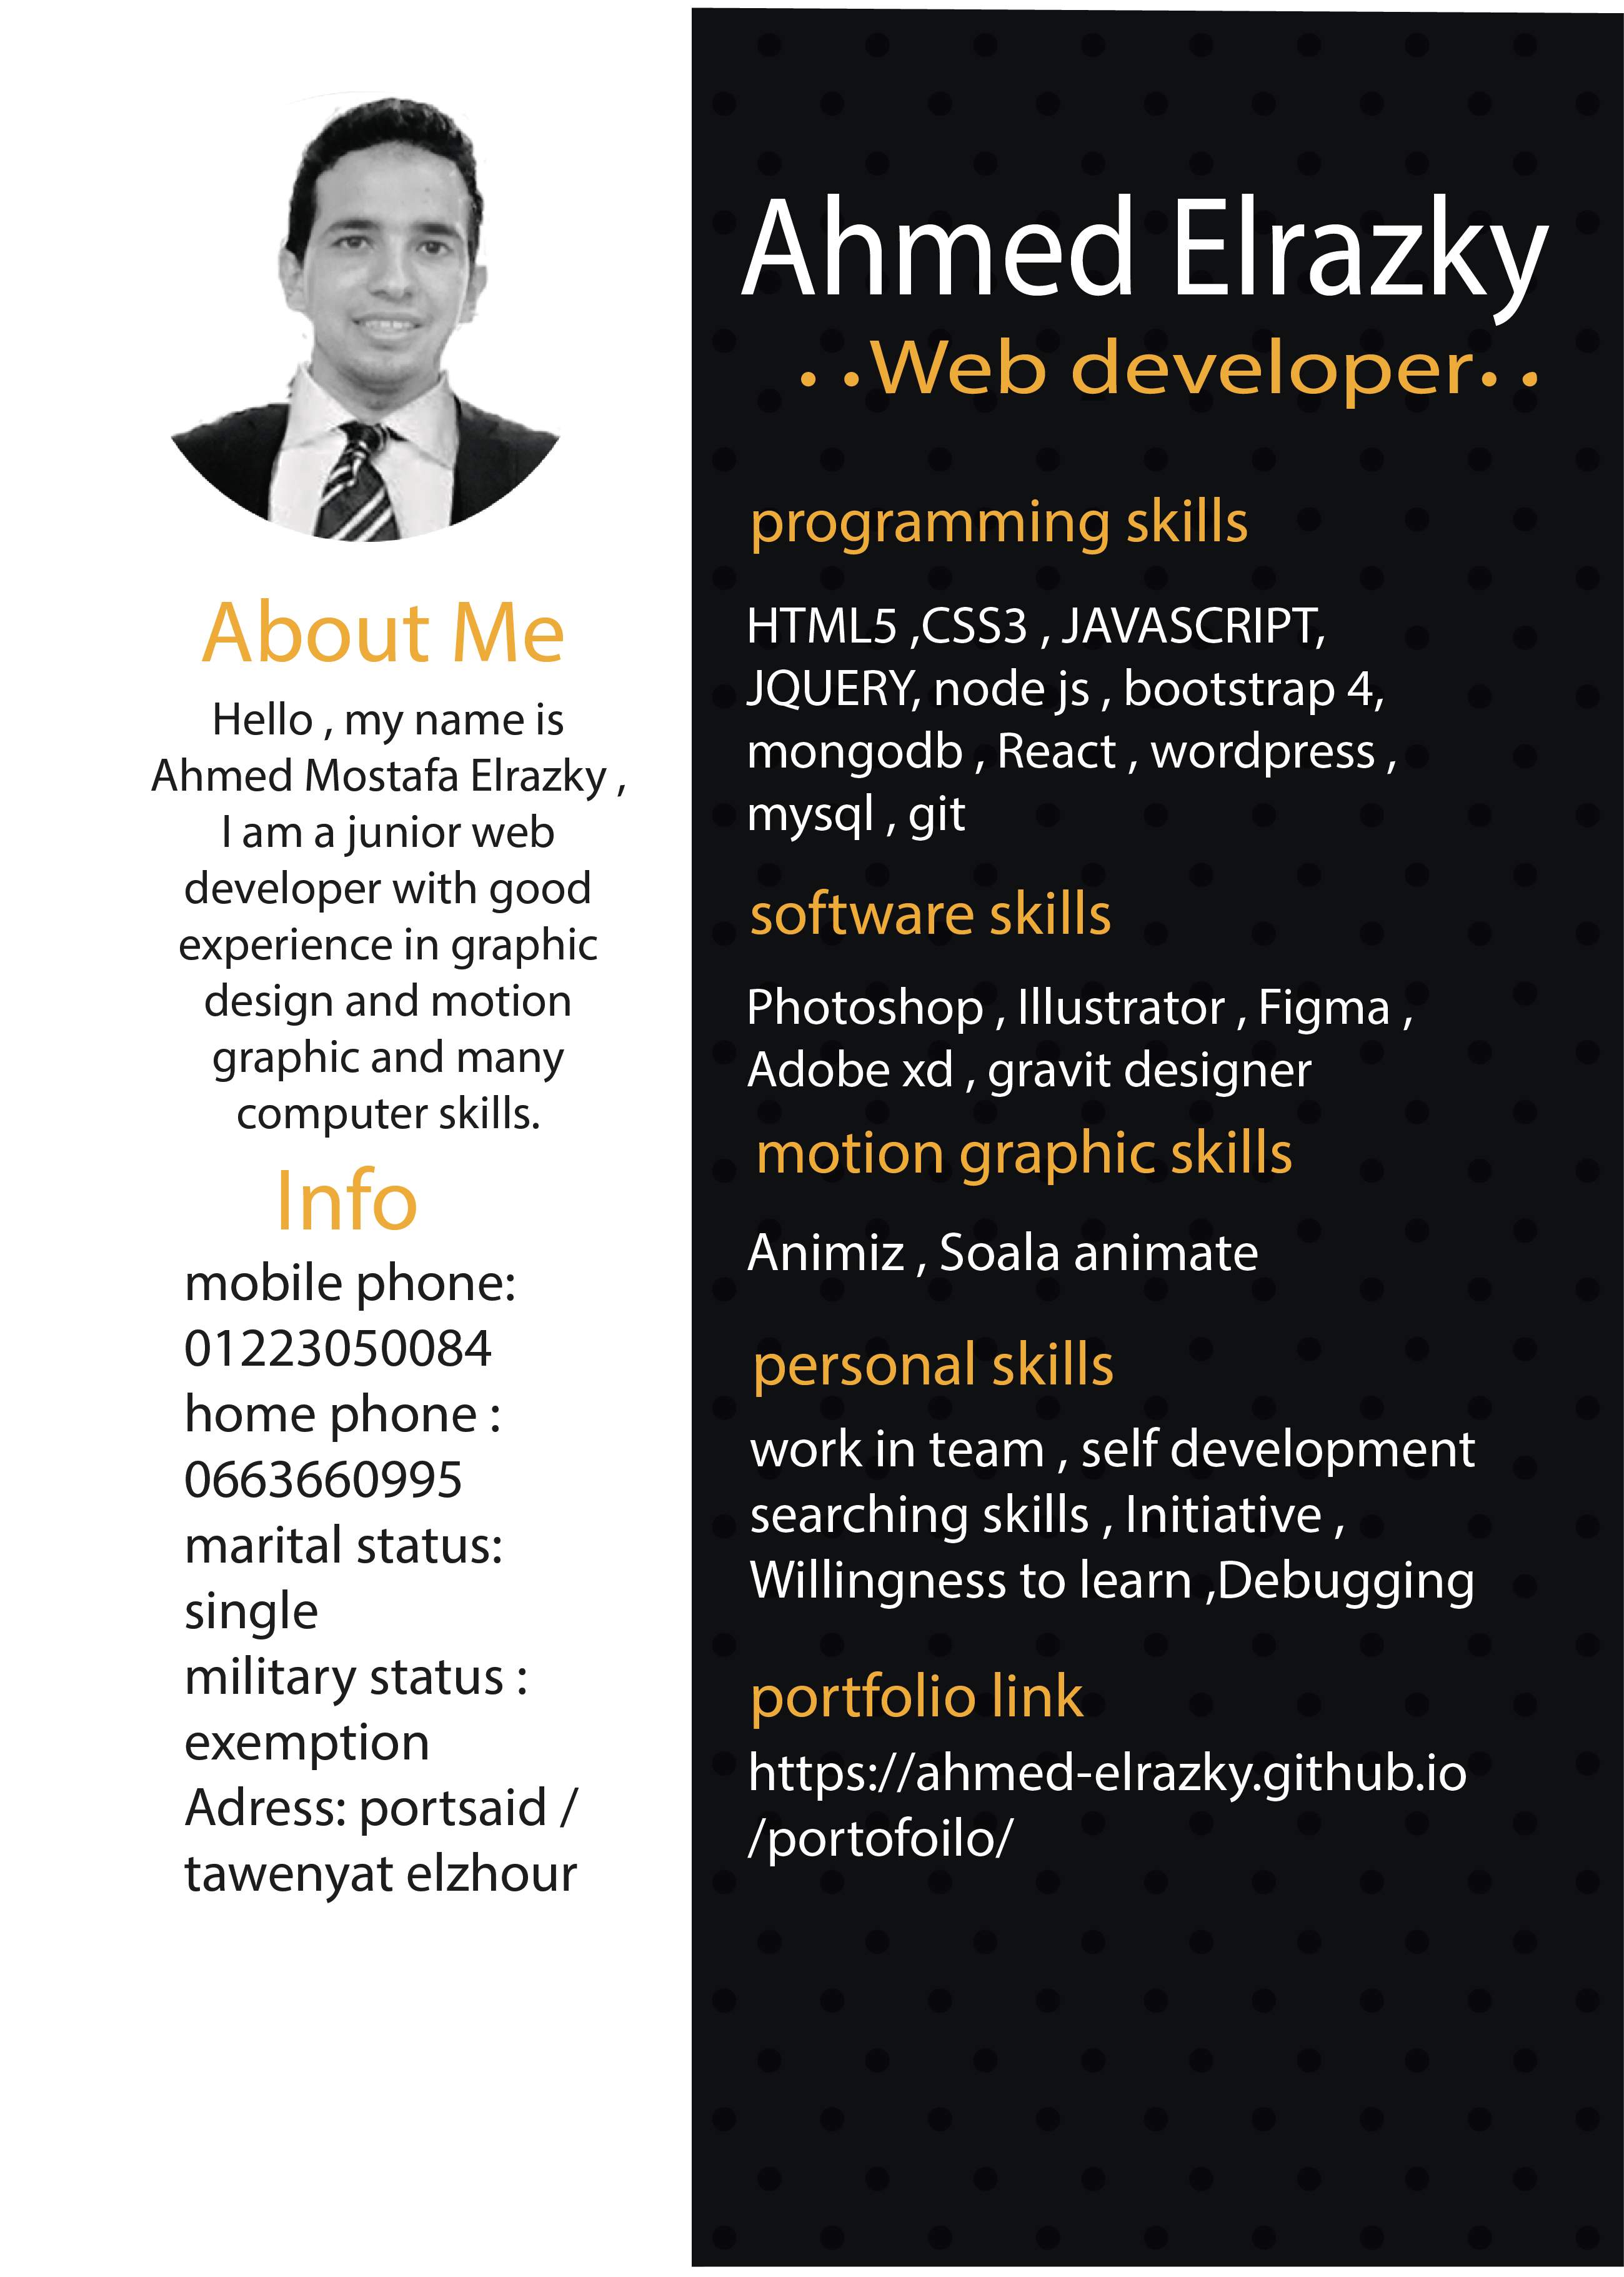 Ahmed Elrazky
..Web developer..
About Me
Hello , my name is
Ahmed Mostafa Elrazky ,
I am a junior web
developer with good
experience in graphic
design and motion
graphic and many
computer skills.
Info
mobile phone:
01223050084
home phone :
0663660995
marital status:
single
military status :
exemption
Adress: portsaid /
tawenyat elzhour
programming skills
HTML5 ,CSS3 , JAVASCRIPT,
JQUERY, node js , bootstrap 4,
mongodb , React , wordpress ,
mysql , git
software skills
Photoshop , Illustrator , Figma ,
Adobe xd , gravit designer
motion graphic skills
Animiz , Soala animate
personal skills
work in team , self development
searching skills , Initiative ,
Willingness to learn ,Debugging
portfolio link
https://ahmed-elrazky.github.io
/portofoilo/